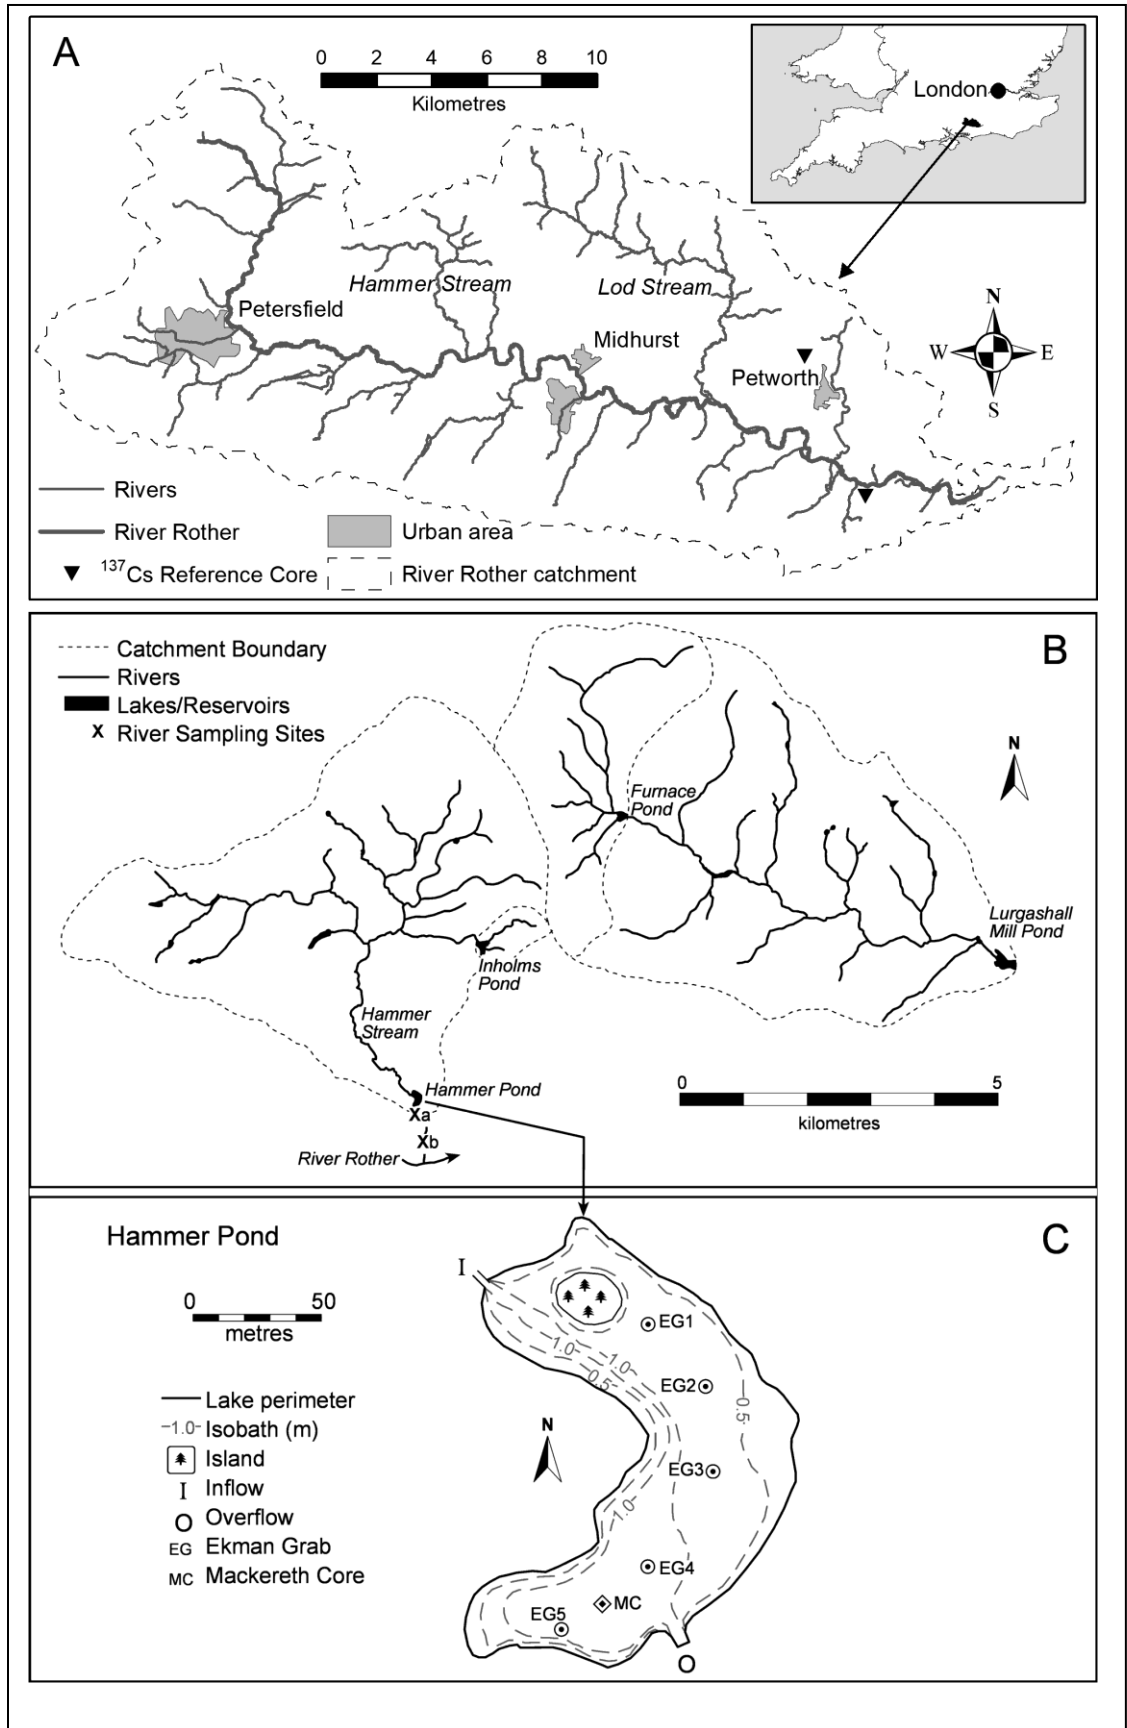 A
0 2 4 6 8 10
Kilometres
London
Hammer Stream
Lod Stream
Petersfield
Midhurst
Petworth
N
W E
S
Rivers
River Rother
Urban area
¹³⁷Cs Reference Core
River Rother catchment
B
Catchment Boundary
Rivers
Lakes/Reservoirs
X River Sampling Sites
N
Furnace
Pond
Lurgashall
Mill Pond
Inholms
Pond
Hammer
Stream
Hammer Pond
Xa
Xb
River Rother
0 5
kilometres
Hammer Pond
C
I
0 50
metres
EG1
1.0
1.0
0.5
EG2
0.5
Lake perimeter
-1.0- Isobath (m)
Island
I Inflow
O Overflow
EG Ekman Grab
MC Mackereth Core
N
EG3
1.0
EG4
MC
EG5
O